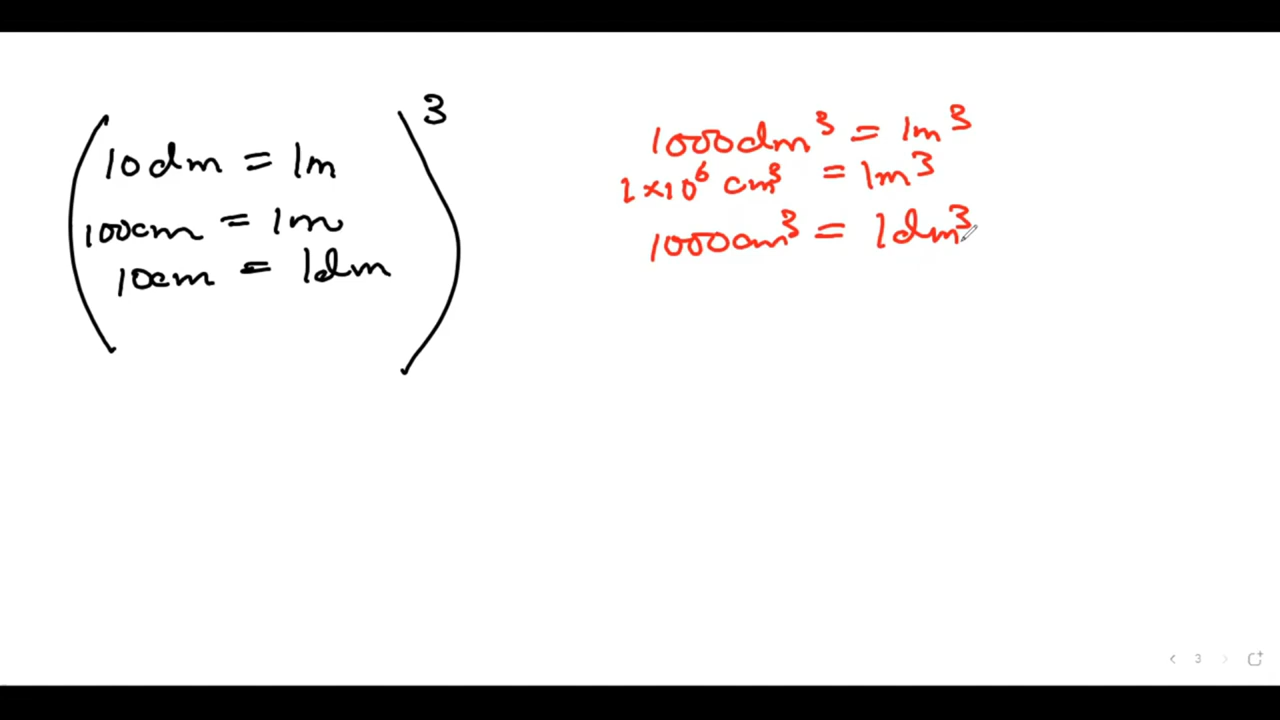 (10dm = 1m
100cm = 1m
10cm = 1dm)³
1000dm³ = 1m³
1×10⁶ cm³ = 1m³
1000cm³ = 1dm³
3